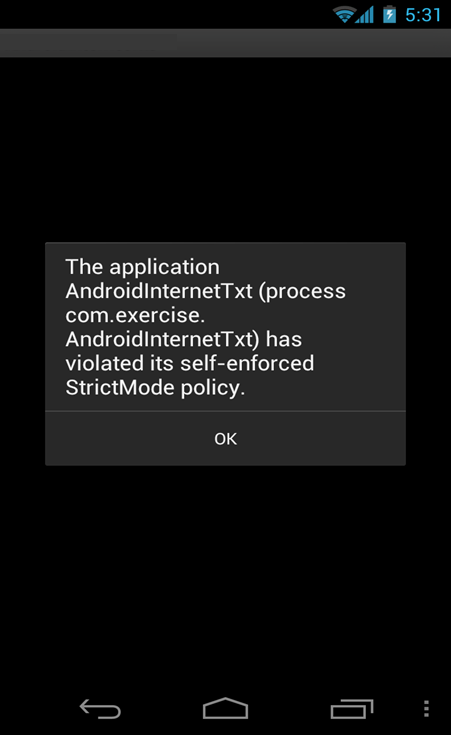 5:31
The application
AndroidInternetTxt (process
com.exercise.
AndroidInternetTxt) has
violated its self-enforced
StrictMode policy.
OK